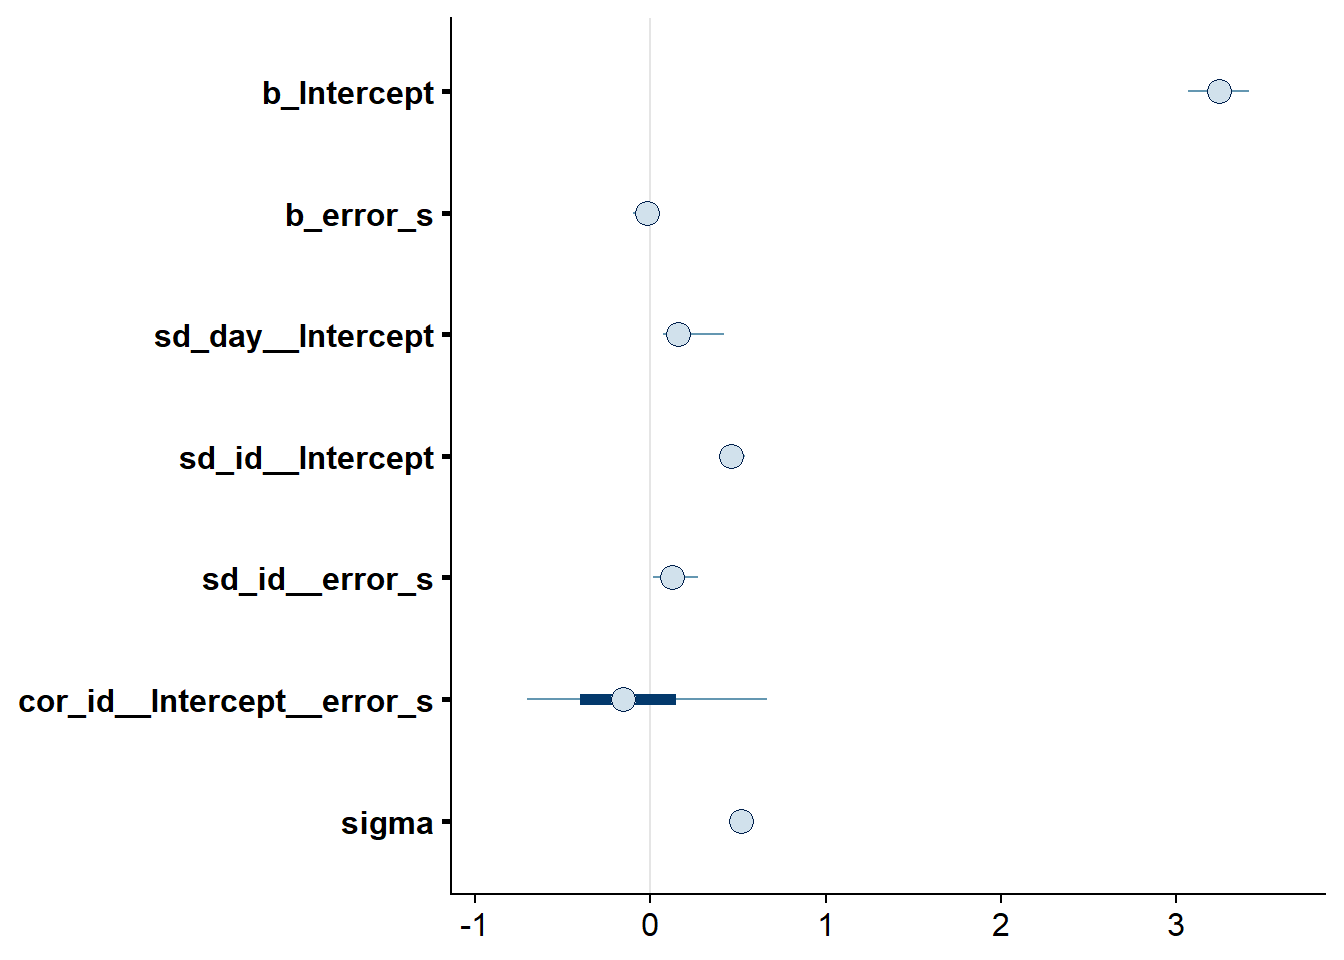 b_Intercept
b_error_s
sd_day__Intercept
sd_id__Intercept
sd_id__error_s
cor_id__Intercept__error_s
sigma
-1 0 1 2 3